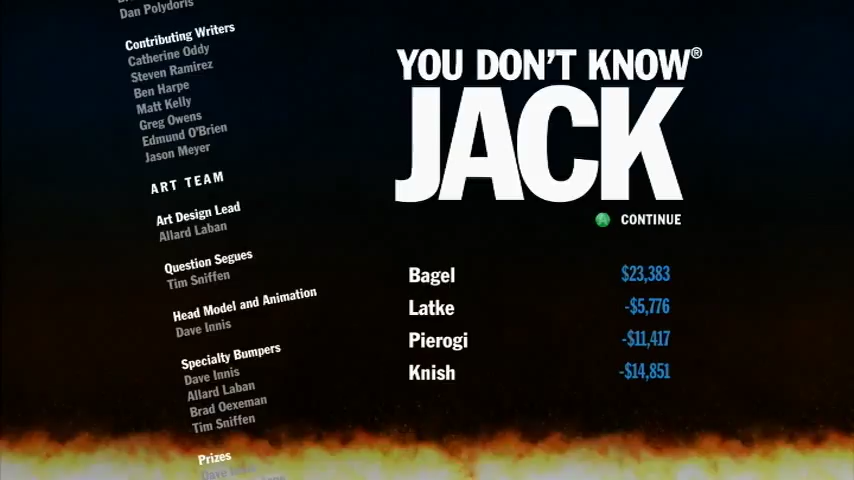 Dan Polydoris
Contributing Writers
Catherine Oddy
Steven Ramirez
Ben Harpe
Matt Kelly
Greg Owens
Edmund O'Brien
Jason Meyer
ART TEAM
Art Design Lead
Allard Laban
Question Segues
Tim Sniffen
Head Model and Animation
Dave Innis
Specialty Bumpers
Dave Innis
Allard Laban
Brad Oexeman
Tim Sniffen
Prizes
Dave Innis
YOU DON'T KNOW®
JACK
A CONTINUE
Bagel $23,383
Latke -$5,776
Pierogi -$11,417
Knish -$14,851